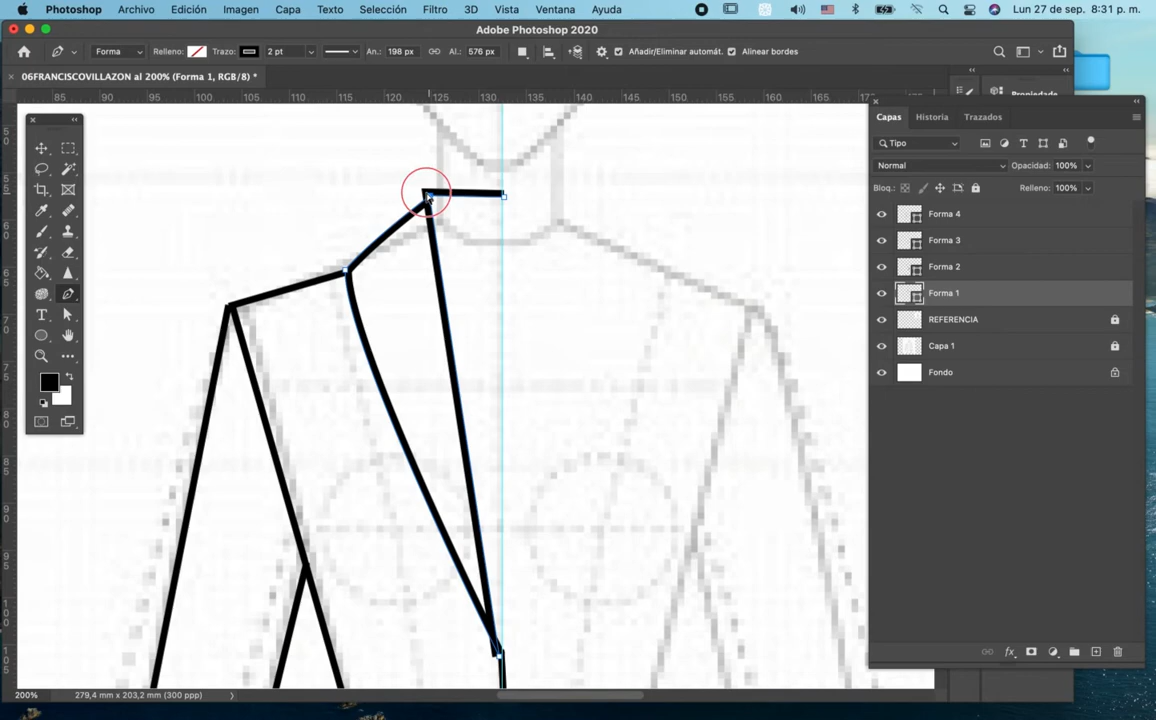 Photoshop Archivo Edición Imagen Capa Texto Selección Filtro 3D Vista Ventana Ayuda Lun 27 de sep. 8:31 p. m.
Adobe Photoshop 2020
Forma Relleno: Trazo: 2 pt An.: 198 px Al.: 576 px Añadir/Eliminar automát. Alinear bordes
× 06FRANCISCOVILLAZON al 200% (Forma 1, RGB/8) *
Propiedade
85 90 95 100 105 110 115 120 125 130 135 140 145 150 155 160 165
Capas Historia Trazados
Tipo
Normal Opacidad: 100%
Bloq.: Relleno: 100%
Forma 4
Forma 3
Forma 2
Forma 1
REFERENCIA
Capa 1
Fondo
fx
200% 279,4 mm x 203,2 mm (300 ppp)